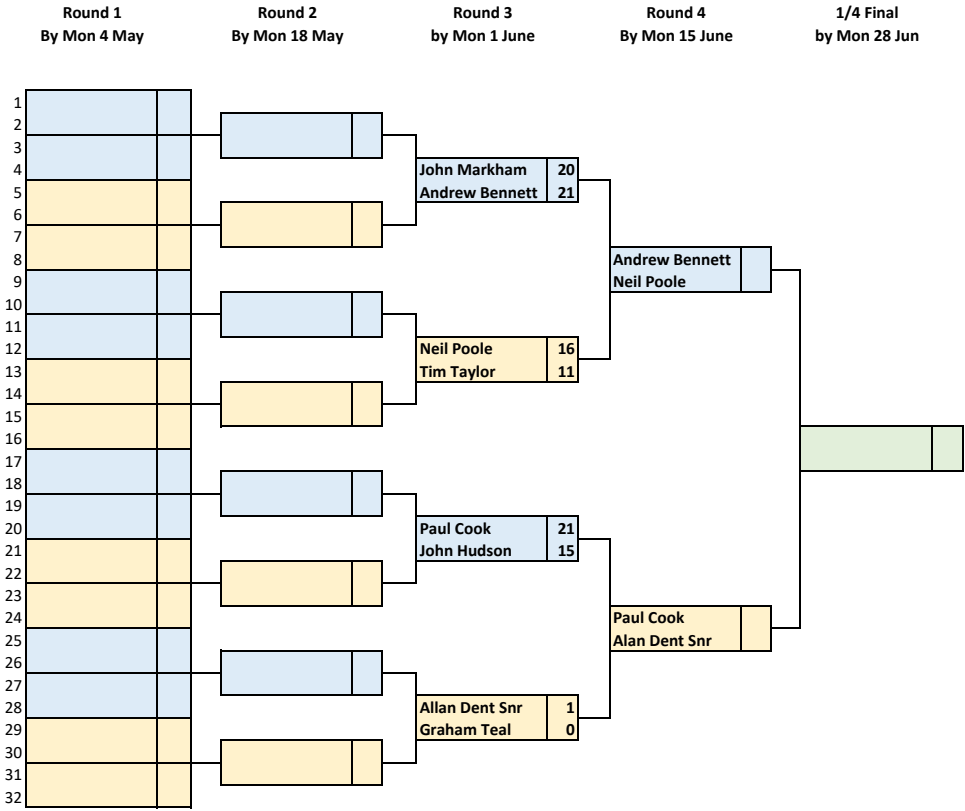 Round 1 Round 2 Round 3 Round 4 1/4 Final
By Mon 4 May By Mon 18 May by Mon 1 June By Mon 15 June by Mon 28 Jun
1
2
3
4 John Markham 20
5 Andrew Bennett 21
6
7
8 Andrew Bennett
9 Neil Poole
10
11
12 Neil Poole 16
13 Tim Taylor 11
14
15
16
17
18
19
20 Paul Cook 21
21 John Hudson 15
22
23
24 Paul Cook
25 Alan Dent Snr
26
27
28 Allan Dent Snr 1
29 Graham Teal 0
30
31
32